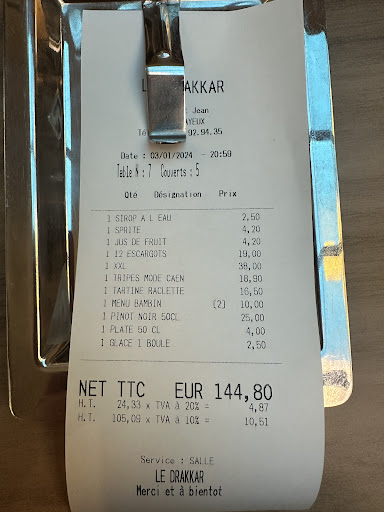 L AKKAR
Jean
AYEUX
Té 92.94.35
Date : 03/01/2024 - 20:59
Table N : 7 Couverts : 5
Qté Désignation Prix
1 SIROP A L EAU 2,50
1 SPRITE 4,20
1 JUS DE FRUIT 4,20
1 12 ESCARGOTS 19,00
1 XXL 38,00
1 TRIPES MODE CAEN 18,90
1 TARTINE RACLETTE 16,50
1 MENU BAMBIN (2) 10,00
1 PINOT NOIR 50CL 25,00
1 PLATE 50 CL 4,00
1 GLACE 1 BOULE 2,50
NET TTC EUR 144,80
H.T. 24,33 x TVA à 20% = 4,87
H.T. 105,09 x TVA à 10% = 10,51
Service : SALLE
LE DRAKKAR
Merci et à bientot